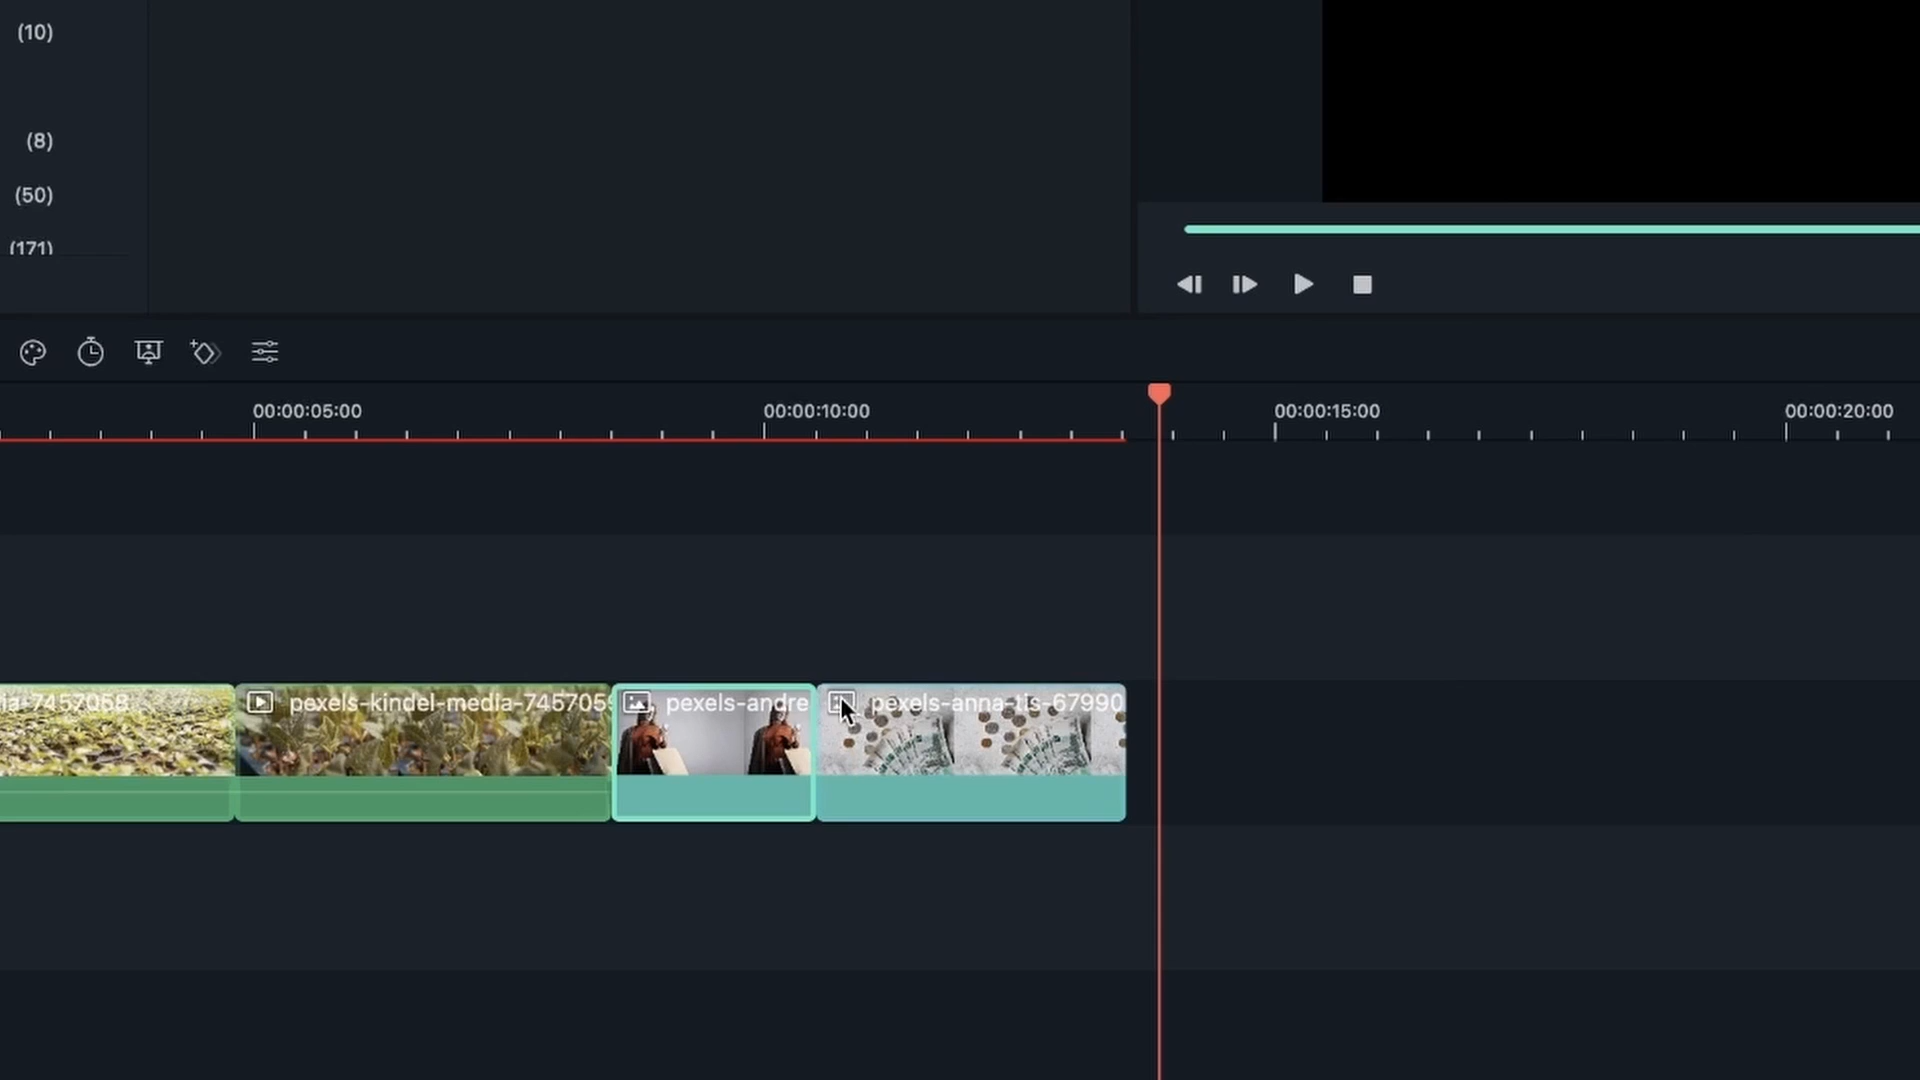 (10)
(8)
(50)
(171)
00:00:05:00
00:00:10:00
00:00:15:00
00:00:20:00
ia-7457058
pexels-kindel-media-745705
pexels-andre
pexels-anna-tis-67990